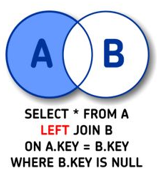 A B
SELECT * FROM A
LEFT JOIN B
ON A.KEY = B.KEY
WHERE B.KEY IS NULL